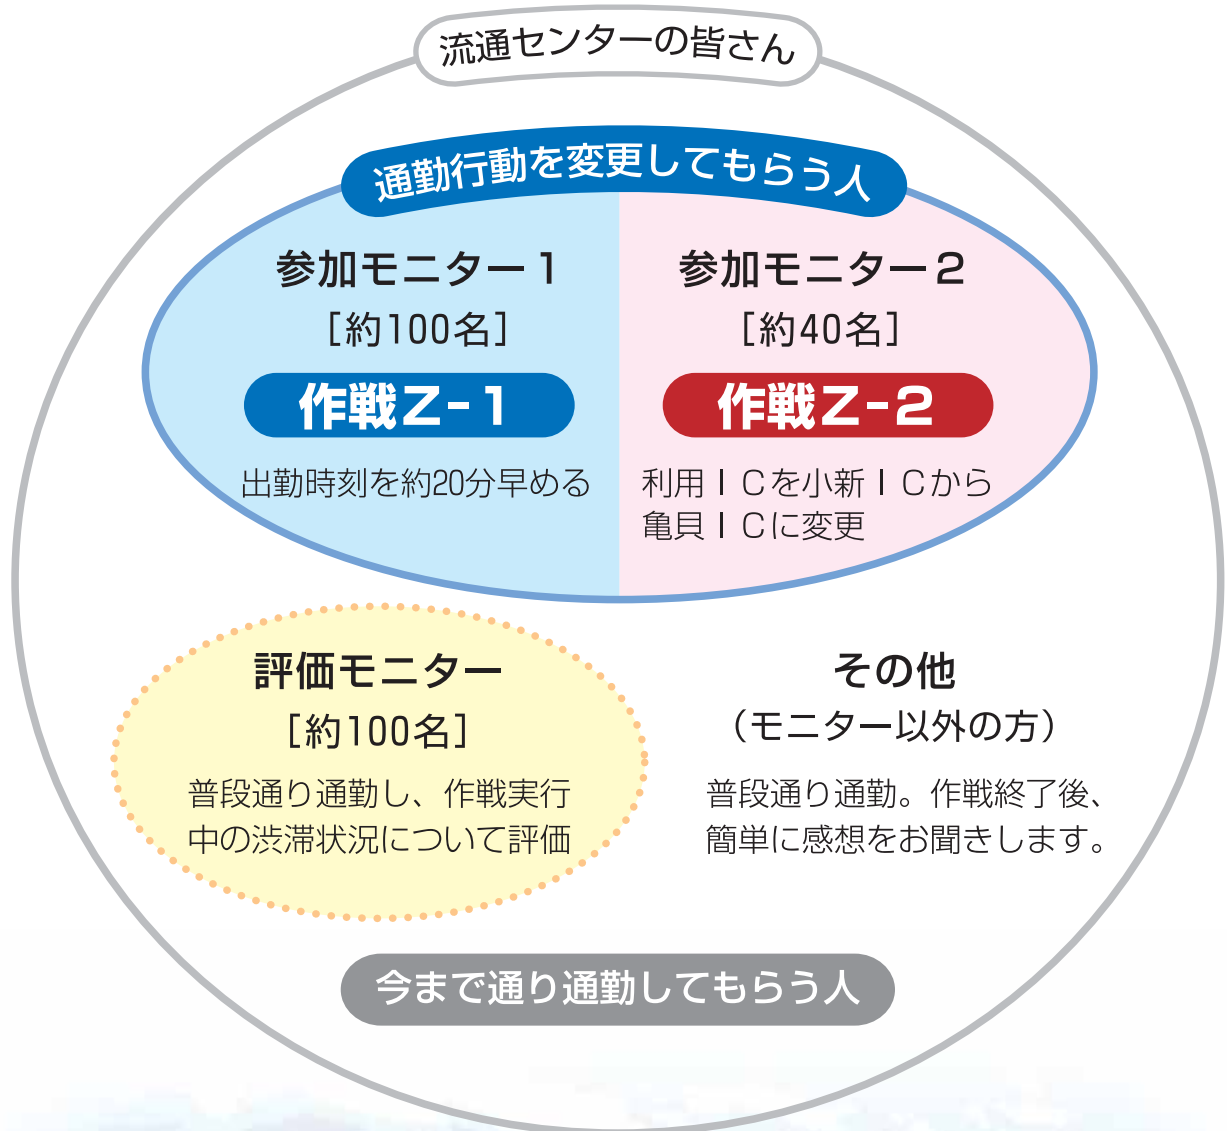 流通センターの皆さん
通勤行動を変更してもらう人
参加モニター1
［約100名］
作戦Z-1
出勤時刻を約20分早める
参加モニター2
［約40名］
作戦Z-2
利用ＩＣを小新ＩＣから
亀貝ＩＣに変更
評価モニター
［約100名］
普段通り通勤し、作戦実行
中の渋滞状況について評価
その他
（モニター以外の方）
普段通り通勤。作戦終了後、
簡単に感想をお聞きします。
今まで通り通勤してもらう人